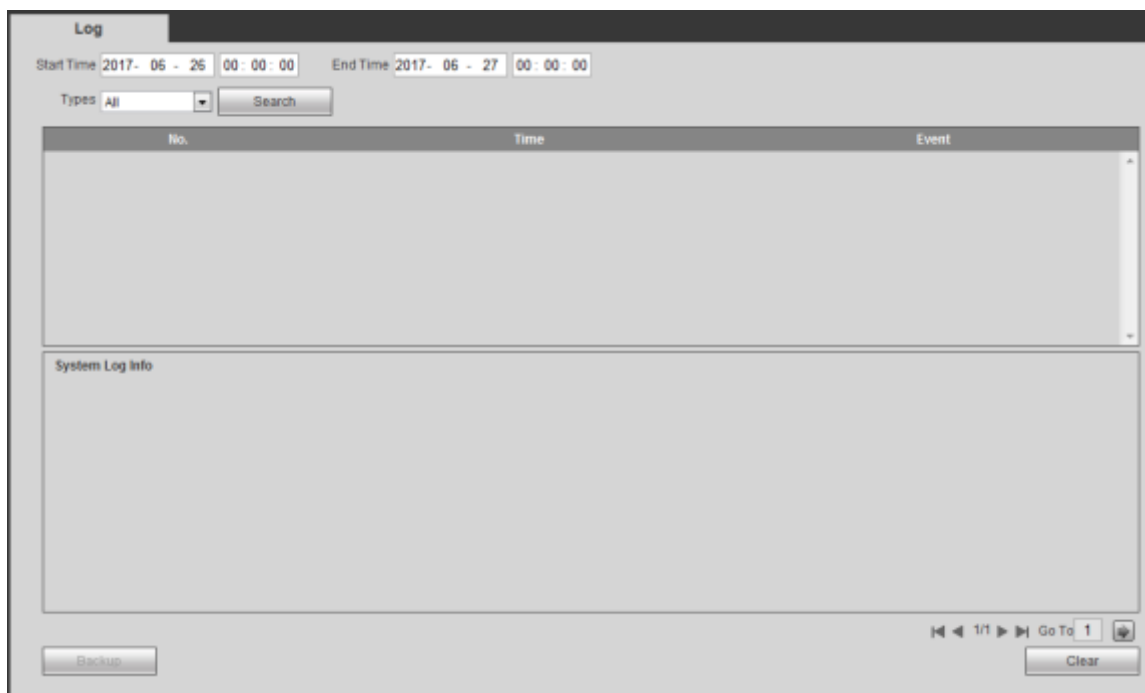 Log
Start Time 2017- 06 - 26 00 : 00 : 00 End Time 2017- 06 - 27 00 : 00 : 00
Types All Search
No. Time Event
System Log Info
1/1 Go To 1
Backup Clear